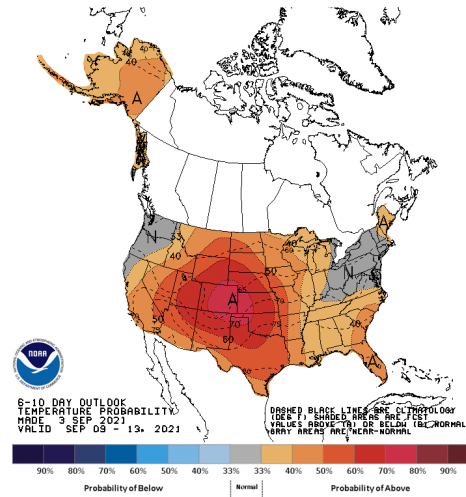 40
A
N
33
40
40
A
50
N
65
A
50
70
60
50
40
A
NOAA
6-10 DAY OUTLOOK
TEMPERATURE PROBABILITY
MADE 3 SEP 2021
VALID SEP 09 - 13, 2021
DASHED BLACK LINES ARE CLIMATOLOGY
(DEG F) SHADED AREAS ARE FCST
VALUES ABOVE (A) OR BELOW (B) NORMAL
GRAY AREAS ARE NEAR-NORMAL
90% 80% 70% 60% 50% 40% 33% 33% 40% 50% 60% 70% 80% 90%
Probability of Below Normal Probability of Above